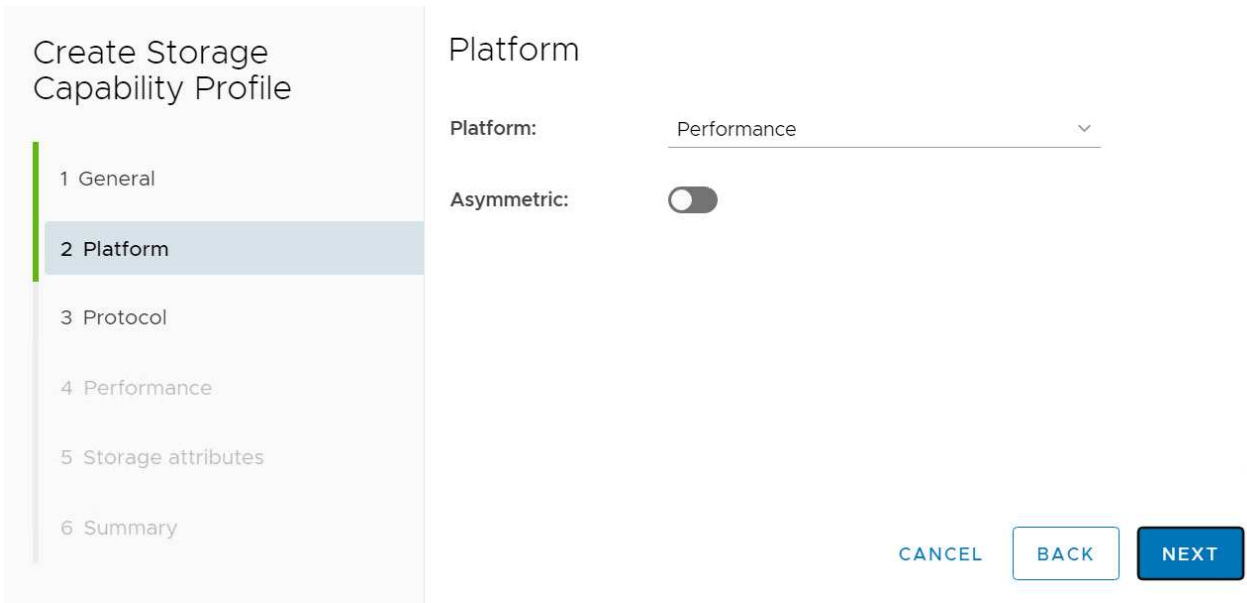 Create Storage
Capability Profile
1 General
2 Platform
3 Protocol
4 Performance
5 Storage attributes
6 Summary
Platform
Platform: Performance
Asymmetric:
CANCEL BACK NEXT